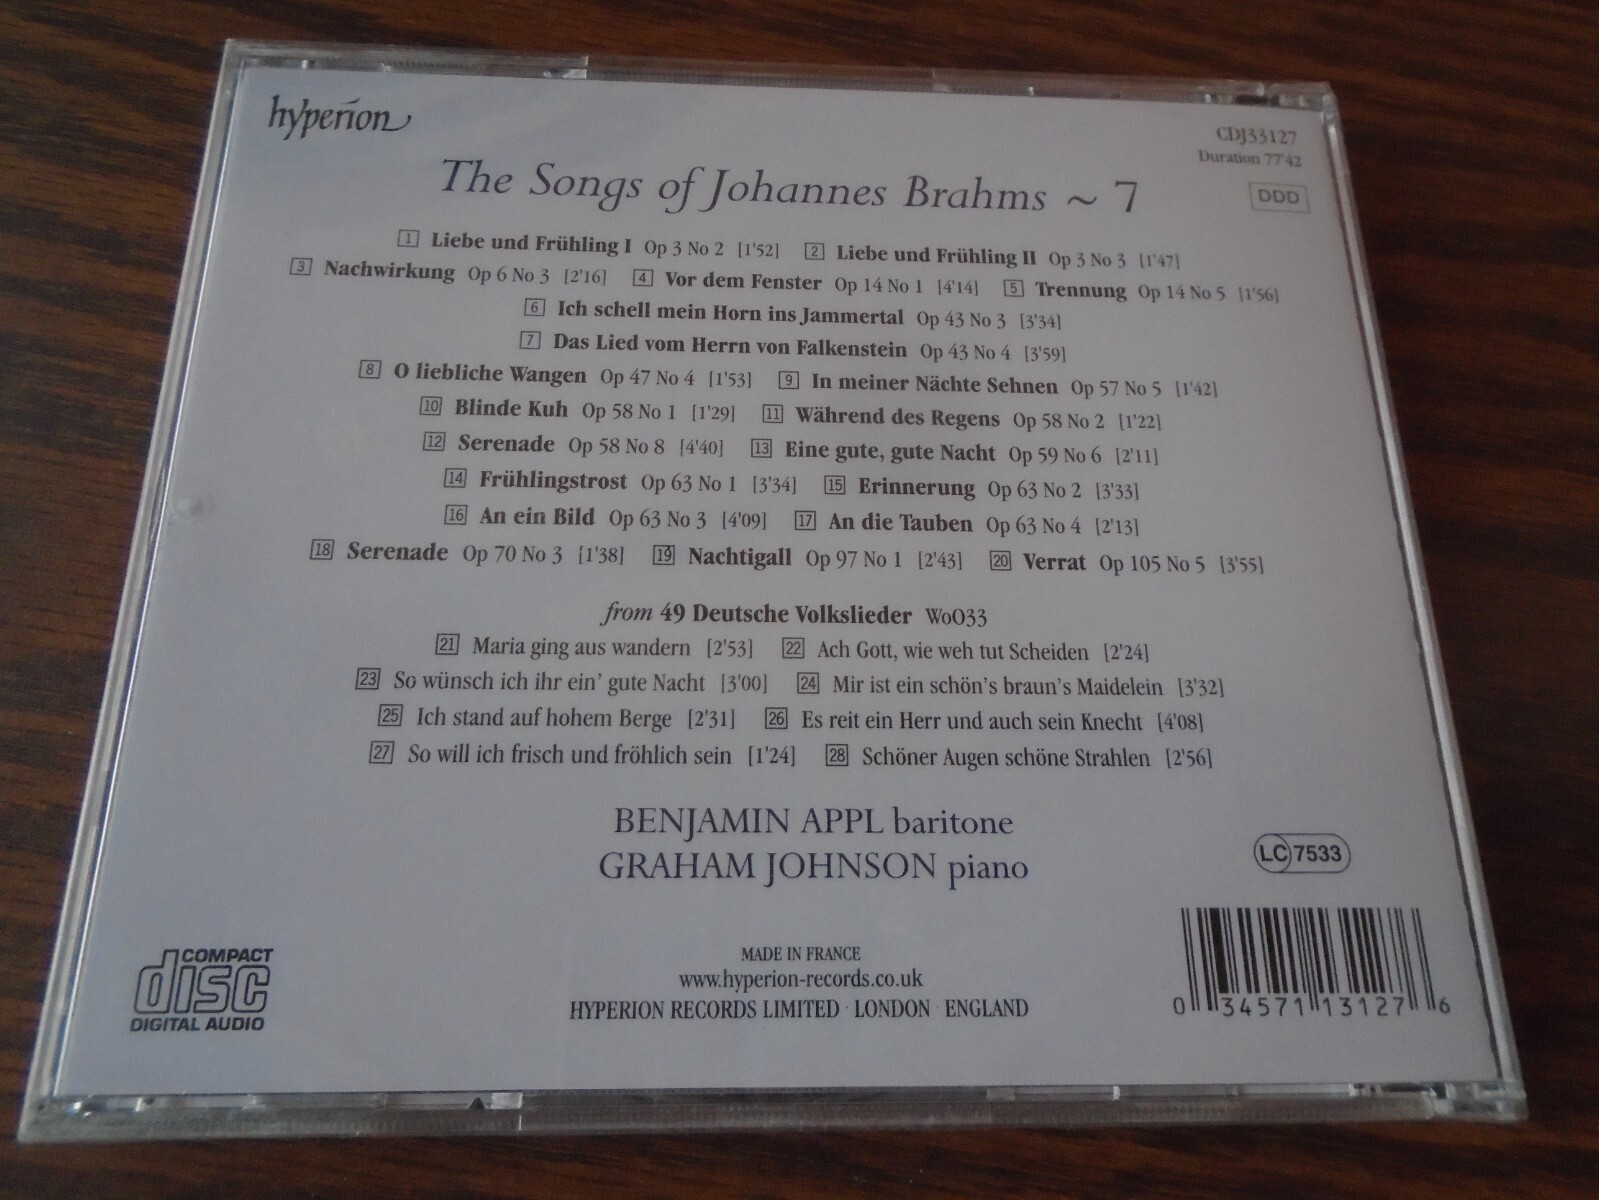 hyperion
CDJ33127
Duration 77'42
DDD
The Songs of Johannes Brahms ~ 7
1 Liebe und Frühling I Op 3 No 2 [1'52] 2 Liebe und Frühling II Op 3 No 3 [1'47]
3 Nachwirkung Op 6 No 3 [2'16] 4 Vor dem Fenster Op 14 No 1 [4'14] 5 Trennung Op 14 No 5 [1'56]
6 Ich schell mein Horn ins Jammertal Op 43 No 3 [3'34]
7 Das Lied vom Herrn von Falkenstein Op 43 No 4 [3'59]
8 O liebliche Wangen Op 47 No 4 [1'53] 9 In meiner Nächte Sehnen Op 57 No 5 [1'42]
10 Blinde Kuh Op 58 No 1 [1'29] 11 Während des Regens Op 58 No 2 [1'22]
12 Serenade Op 58 No 8 [4'40] 13 Eine gute, gute Nacht Op 59 No 6 [2'11]
14 Frühlingstrost Op 63 No 1 [3'34] 15 Erinnerung Op 63 No 2 [3'33]
16 An ein Bild Op 63 No 3 [4'09] 17 An die Tauben Op 63 No 4 [2'13]
18 Serenade Op 70 No 3 [1'38] 19 Nachtigall Op 97 No 1 [2'43] 20 Verrat Op 105 No 5 [3'55]
from 49 Deutsche Volkslieder WoO33
21 Maria ging aus wandern [2'53] 22 Ach Gott, wie weh tut Scheiden [2'24]
23 So wünsch ich ihr ein' gute Nacht [3'00] 24 Mir ist ein schön's braun's Maidelein [3'32]
25 Ich stand auf hohem Berge [2'31] 26 Es reit ein Herr und auch sein Knecht [4'08]
27 So will ich frisch und fröhlich sein [1'24] 28 Schöner Augen schöne Strahlen [2'56]
BENJAMIN APPL baritone
GRAHAM JOHNSON piano
LC 7533
COMPACT
disc
DIGITAL AUDIO
MADE IN FRANCE
www.hyperion-records.co.uk
HYPERION RECORDS LIMITED · LONDON · ENGLAND
0 34571 13127 6